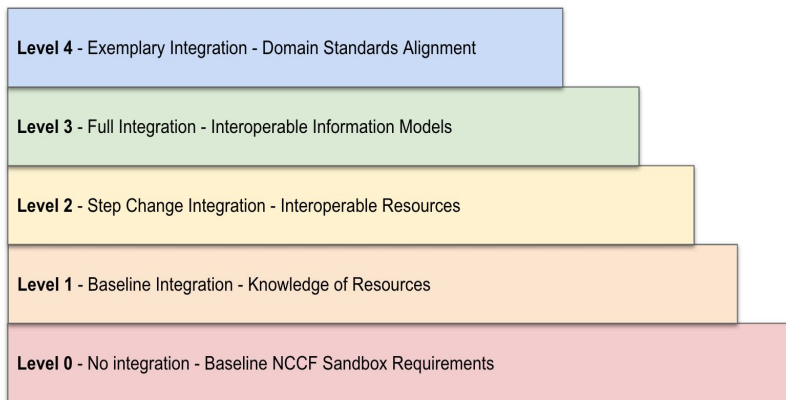 Level 4 - Exemplary Integration - Domain Standards Alignment
Level 3 - Full Integration - Interoperable Information Models
Level 2 - Step Change Integration - Interoperable Resources
Level 1 - Baseline Integration - Knowledge of Resources
Level 0 - No integration - Baseline NCCF Sandbox Requirements